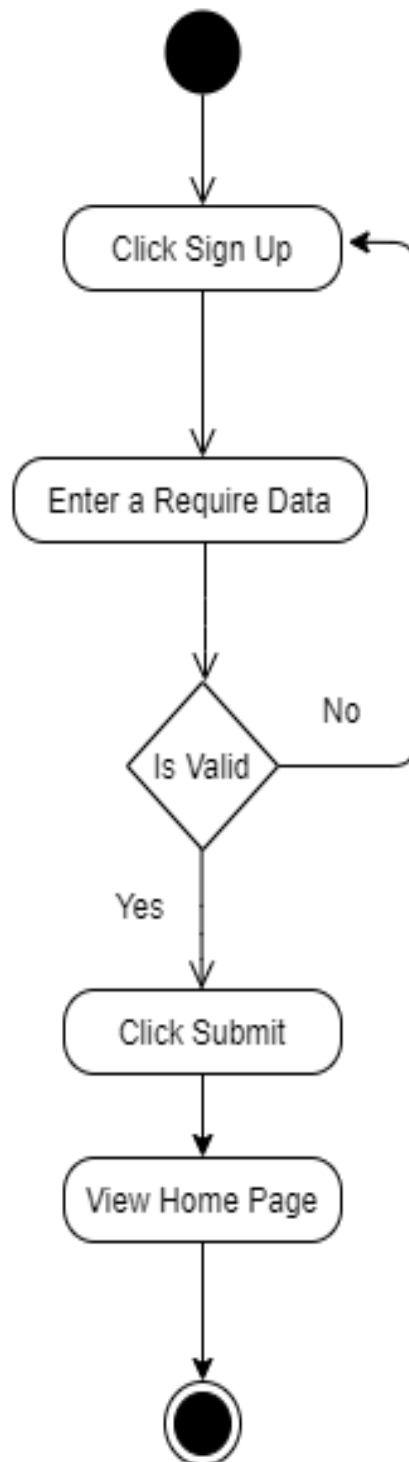 Click Sign Up
Enter a Require Data
No
Is Valid
Yes
Click Submit
View Home Page